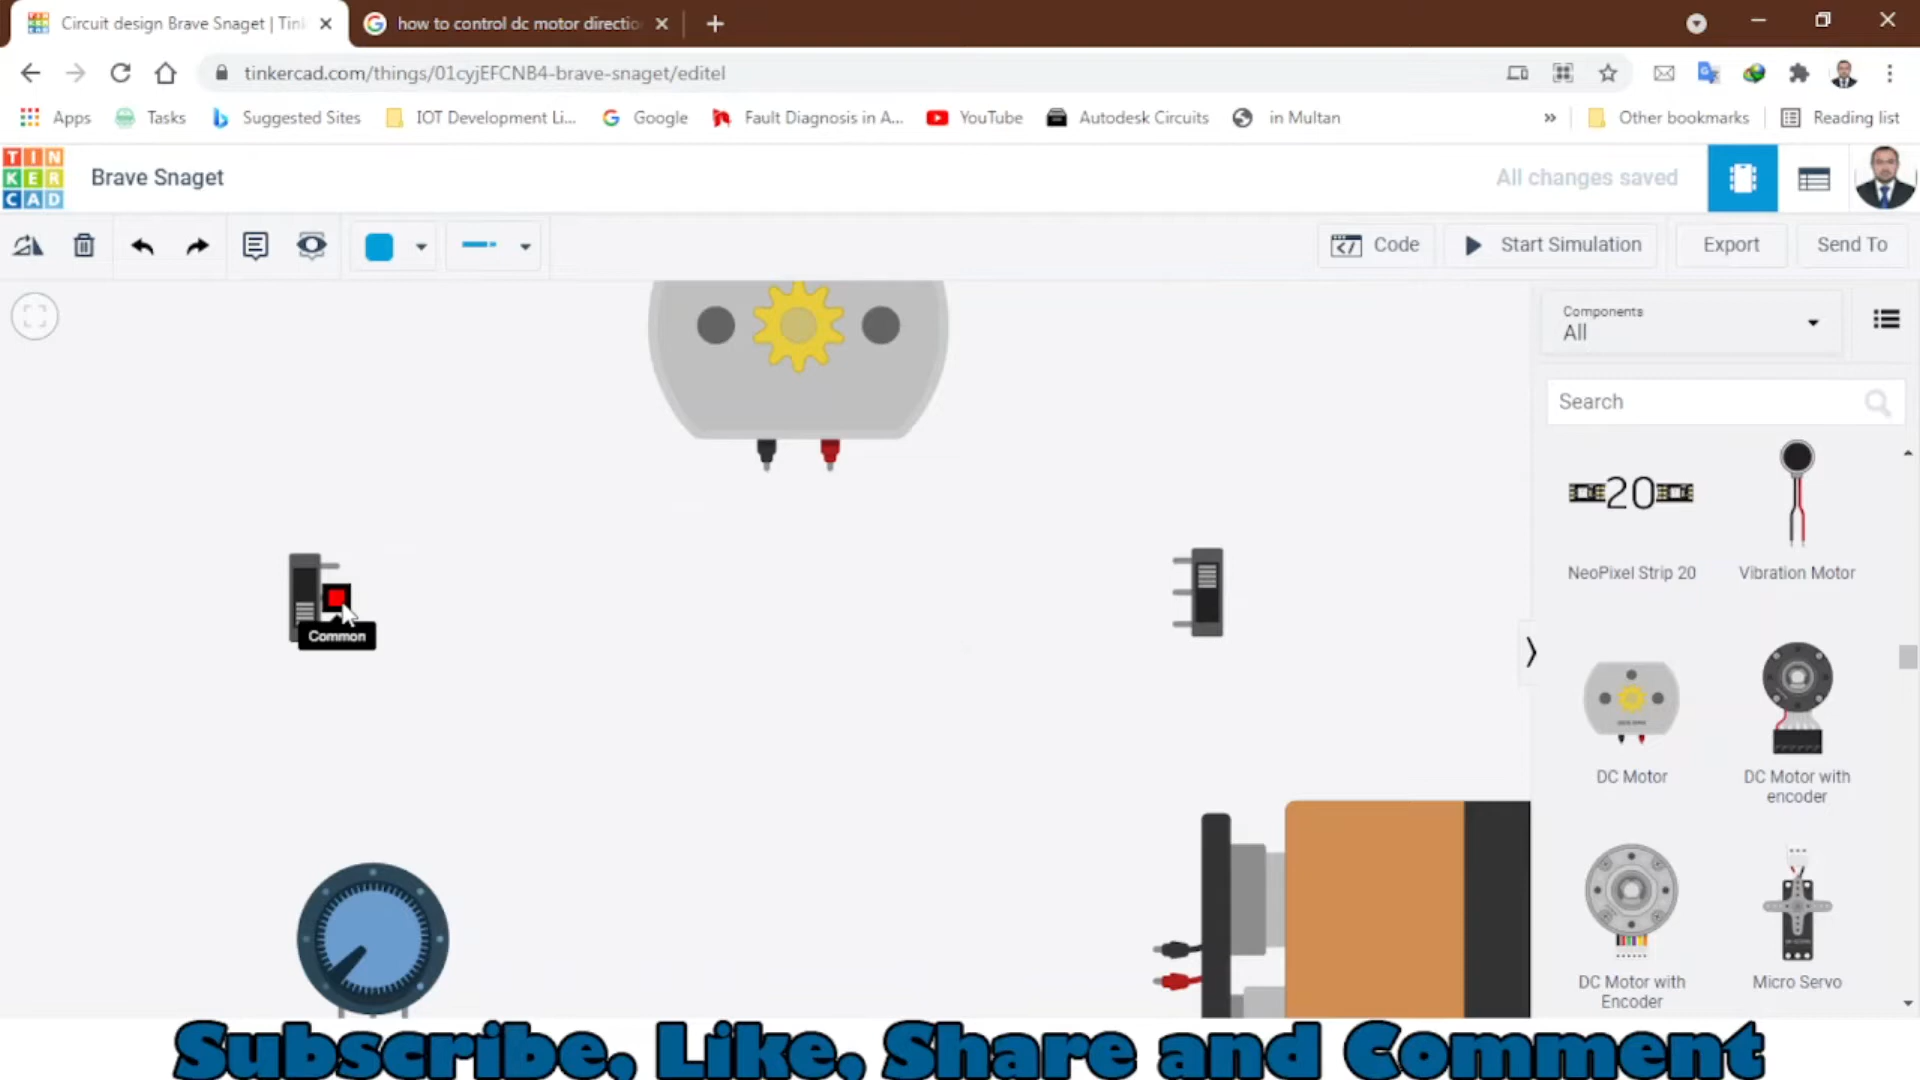 Circuit design Brave Snaget | Tin
how to control dc motor directio
tinkercad.com/things/01cyjEFCNB4-brave-snaget/editel
Apps
Tasks
Suggested Sites
IOT Development Li...
Google
Fault Diagnosis in A...
YouTube
Autodesk Circuits
in Multan
»
Other bookmarks
Reading list
TIN
KER
CAD
Brave Snaget
All changes saved
Code
Start Simulation
Export
Send To
Components
All
Search
20
NeoPixel Strip 20
Vibration Motor
Common
DC Motor
DC Motor with
encoder
DC Motor with
Encoder
Micro Servo
Subscribe, Like, Share and Comment